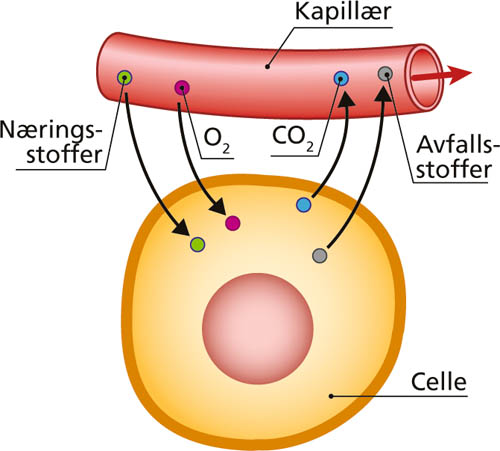 Kapillær
Nærings-
stoffer
O₂
CO₂
Avfalls-
stoffer
Celle